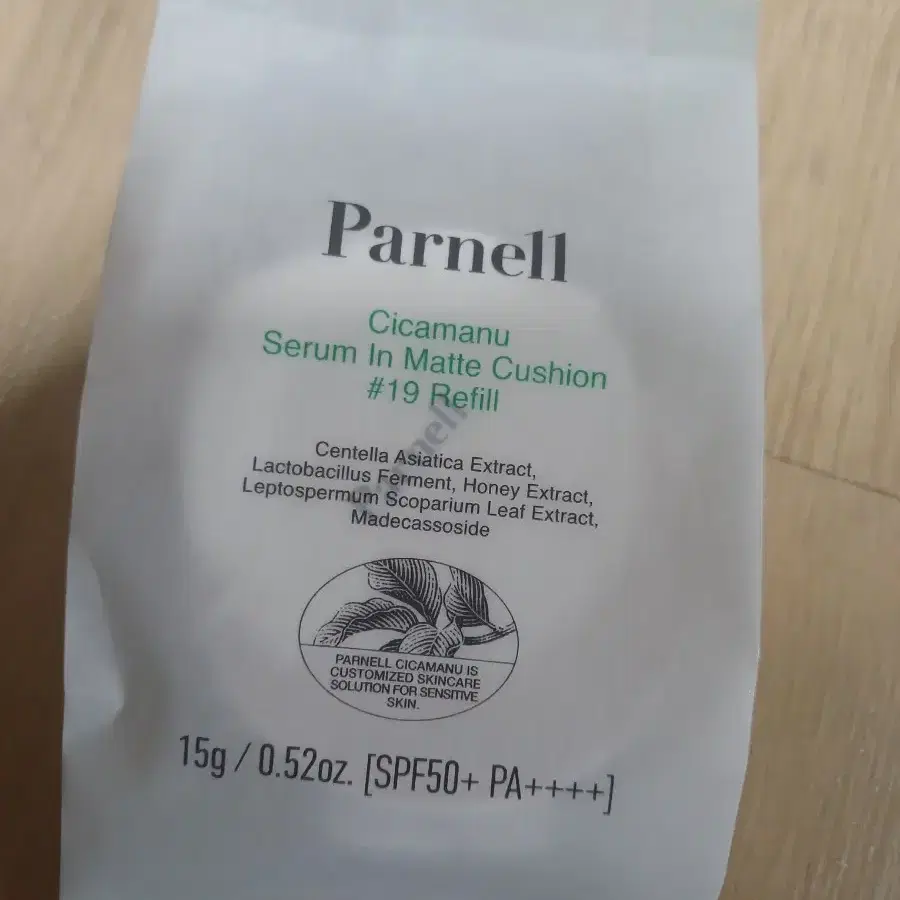 Parnell
Cicamanu
Serum In Matte Cushion
#19 Refill
Parnell
Centella Asiatica Extract,
Lactobacillus Ferment, Honey Extract,
Leptospermum Scoparium Leaf Extract,
Madecassoside
PARNELL CICAMANU IS
CUSTOMIZED SKINCARE
SOLUTION FOR SENSITIVE
SKIN.
15g / 0.52oz. [SPF50+ PA++++]